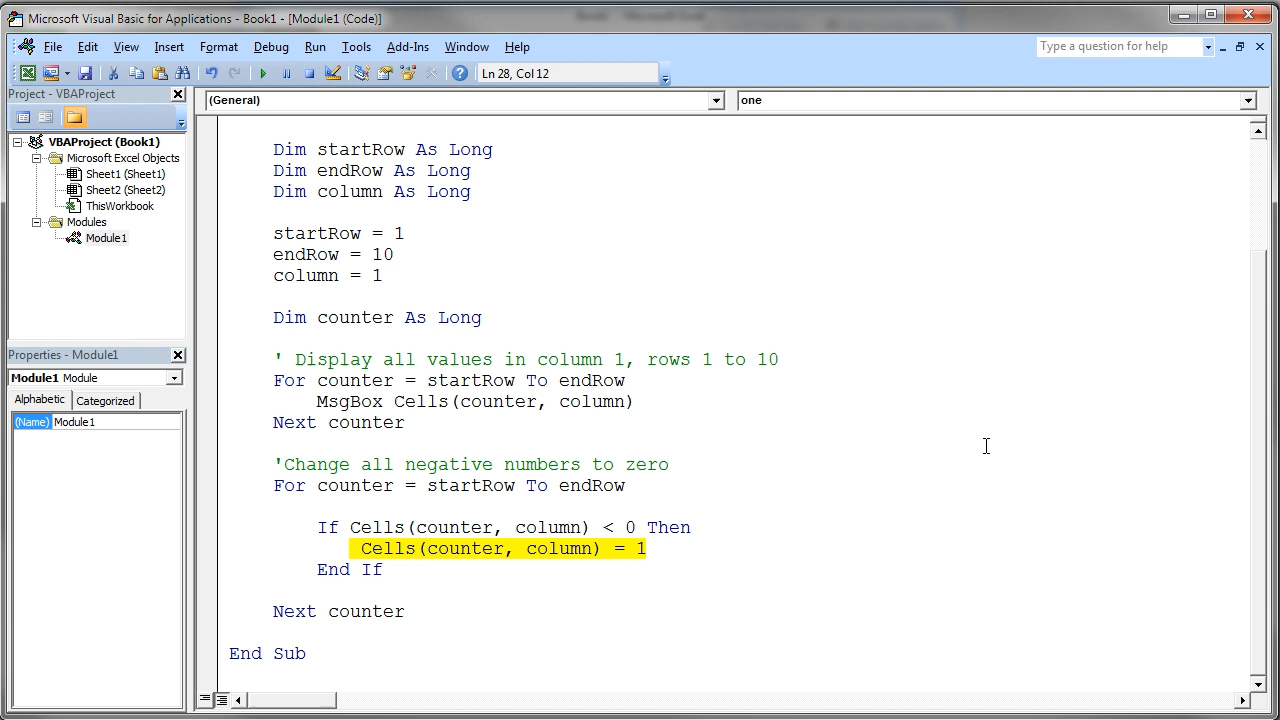 Microsoft Visual Basic for Applications - Book1 - [Module1 (Code)]
File Edit View Insert Format Debug Run Tools Add-Ins Window Help
Type a question for help
Ln 28, Col 12
Project - VBAProject
(General)
one
VBAProject (Book1)
Microsoft Excel Objects
Sheet1 (Sheet1)
Sheet2 (Sheet2)
ThisWorkbook
Modules
Module1
Properties - Module1
Module1 Module
Alphabetic Categorized
(Name) Module1
Dim startRow As Long
Dim endRow As Long
Dim column As Long
startRow = 1
endRow = 10
column = 1
Dim counter As Long
' Display all values in column 1, rows 1 to 10
For counter = startRow To endRow
MsgBox Cells(counter, column)
Next counter
'Change all negative numbers to zero
For counter = startRow To endRow
If Cells(counter, column) < 0 Then
Cells(counter, column) = 1
End If
Next counter
End Sub